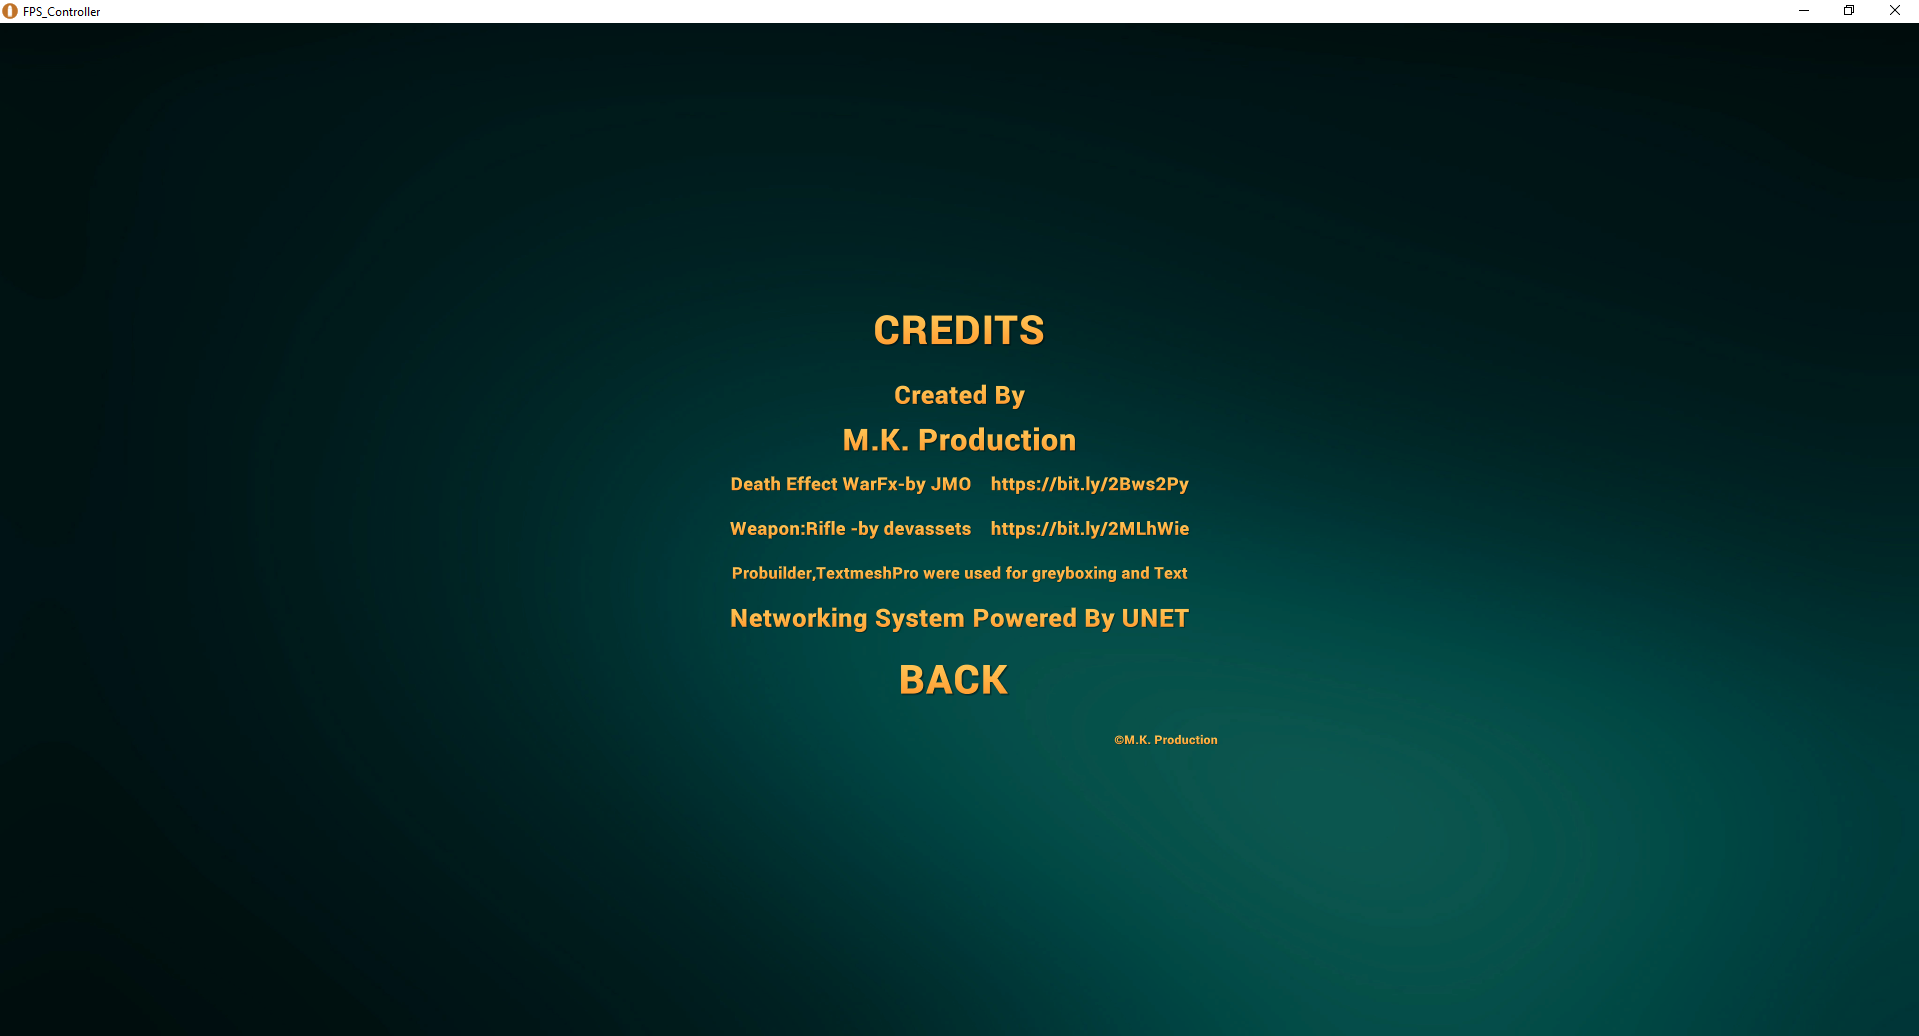 FPS_Controller
CREDITS
Created By
M.K. Production
Death Effect WarFx-by JMO https://bit.ly/2Bws2Py
Weapon:Rifle -by devassets https://bit.ly/2MLhWie
Probuilder,TextmeshPro were used for greyboxing and Text
Networking System Powered By UNET
BACK
©M.K. Production